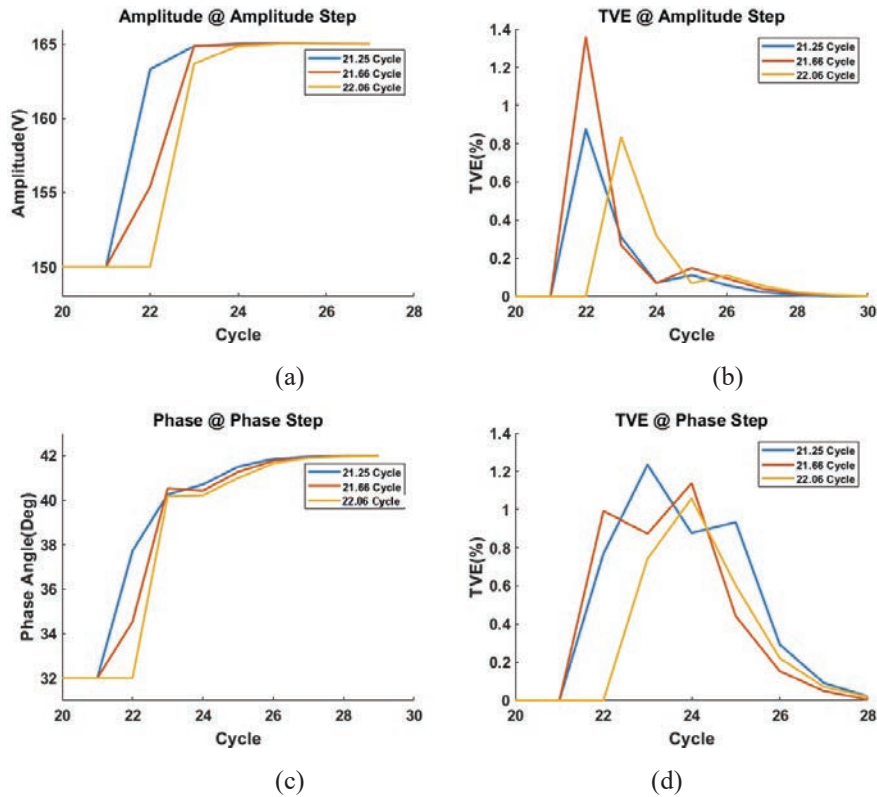 Amplitude @ Amplitude Step
165
160
155
150
Amplitude(V)
20 22 24 26 28
Cycle
21.25 Cycle
21.66 Cycle
22.06 Cycle
(a)
TVE @ Amplitude Step
1.4
1.2
1
0.8
0.6
0.4
0.2
0
TVE(%)
20 22 24 26 28 30
Cycle
21.25 Cycle
21.66 Cycle
22.06 Cycle
(b)
Phase @ Phase Step
42
40
38
36
34
32
Phase Angle(Deg)
20 22 24 26 28 30
Cycle
21.25 Cycle
21.66 Cycle
22.06 Cycle
(c)
TVE @ Phase Step
1.4
1.2
1
0.8
0.6
0.4
0.2
0
TVE(%)
20 22 24 26 28
Cycle
21.25 Cycle
21.66 Cycle
22.06 Cycle
(d)